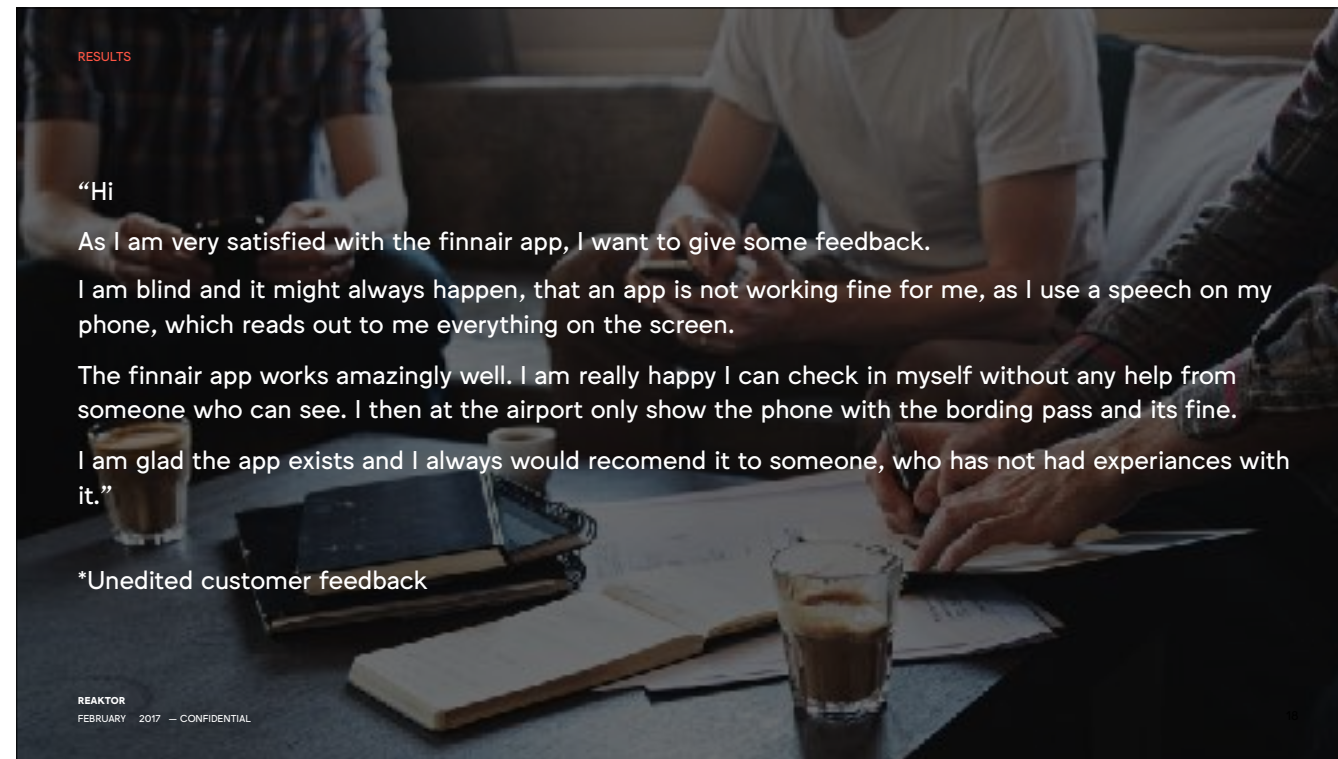 RESULTS
“Hi
As I am very satisfied with the finnair app, I want to give some feedback.
I am blind and it might always happen, that an app is not working fine for me, as I use a speech on my
phone, which reads out to me everything on the screen.
The finnair app works amazingly well. I am really happy I can check in myself without any help from
someone who can see. I then at the airport only show the phone with the bording pass and its fine.
I am glad the app exists and I always would recomend it to someone, who has not had experiances with
it.”
*Unedited customer feedback
REAKTOR
FEBRUARY 2017 — CONFIDENTIAL